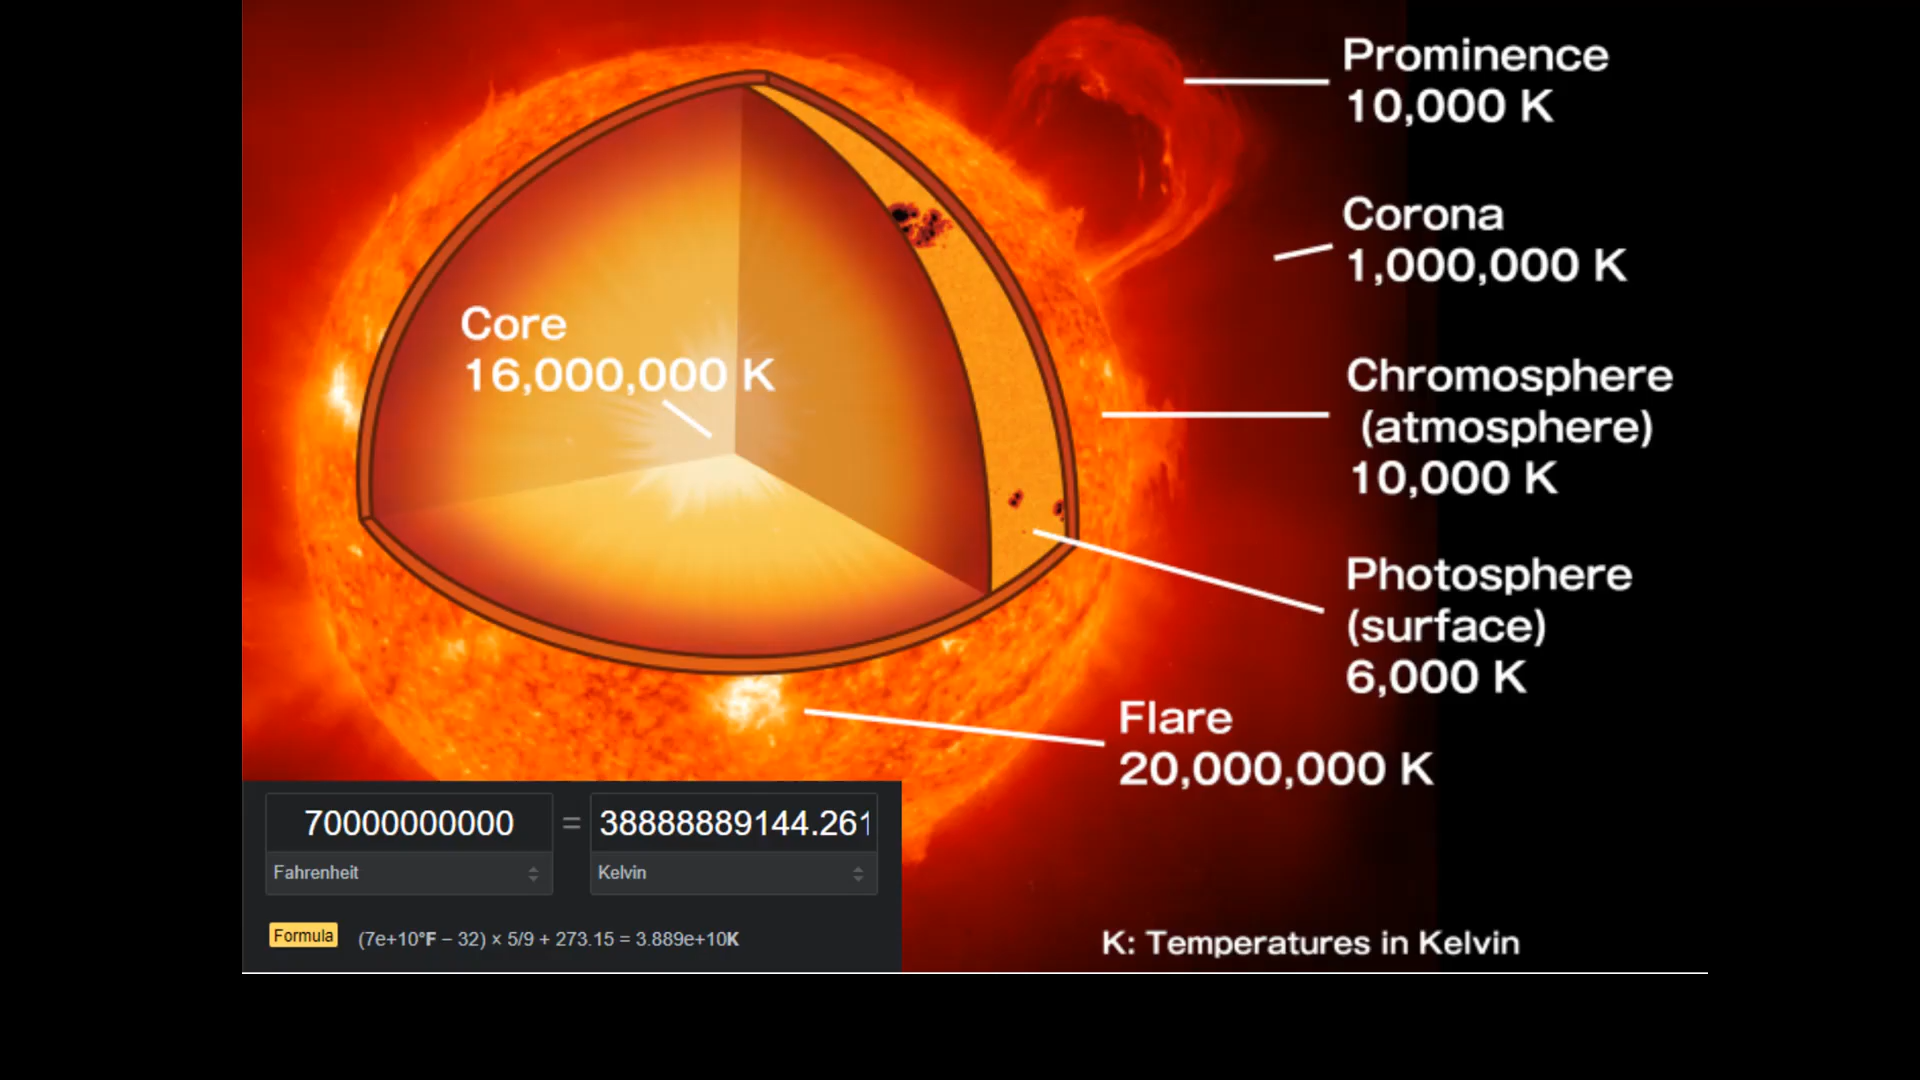 Prominence
10,000 K
Corona
1,000,000 K
Core
16,000,000 K
Chromosphere
(atmosphere)
10,000 K
Photosphere
(surface)
6,000 K
Flare
20,000,000 K
70000000000 = 38888889144.261
Fahrenheit Kelvin
Formula (7e+10°F − 32) × 5/9 + 273.15 = 3.889e+10K
K: Temperatures in Kelvin